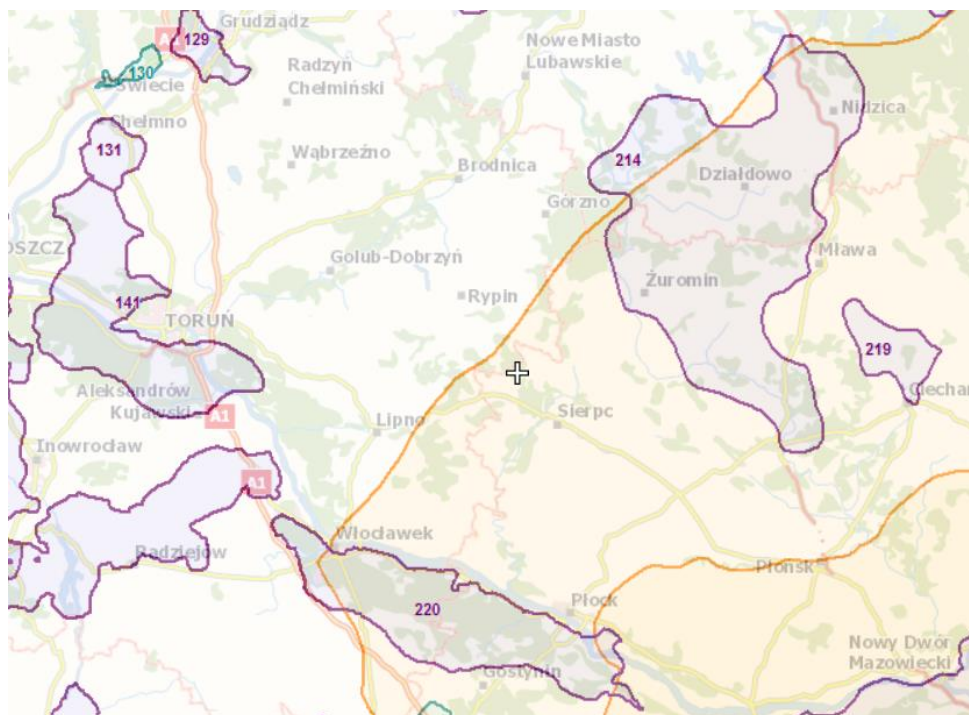 Grudziądz
129
A1
130
Świecie
Nowe Miasto
Lubawskie
Radzyń
Chełmiński
Chełmno
131
Wąbrzeźno
Brodnica
214
Nidzica
Działdowo
Górzno
OSZCZ
Golub-Dobrzyń
Mława
141
TORUŃ
Rypin
Żuromin
219
Aleksandrów
Kujawski
A1
Lipno
Sierpc
Ciechan
Inowrocław
A1
Radziejów
Włocławek
Płońsk
220
Płock
Nowy Dwór
Mazowiecki
Gostynin